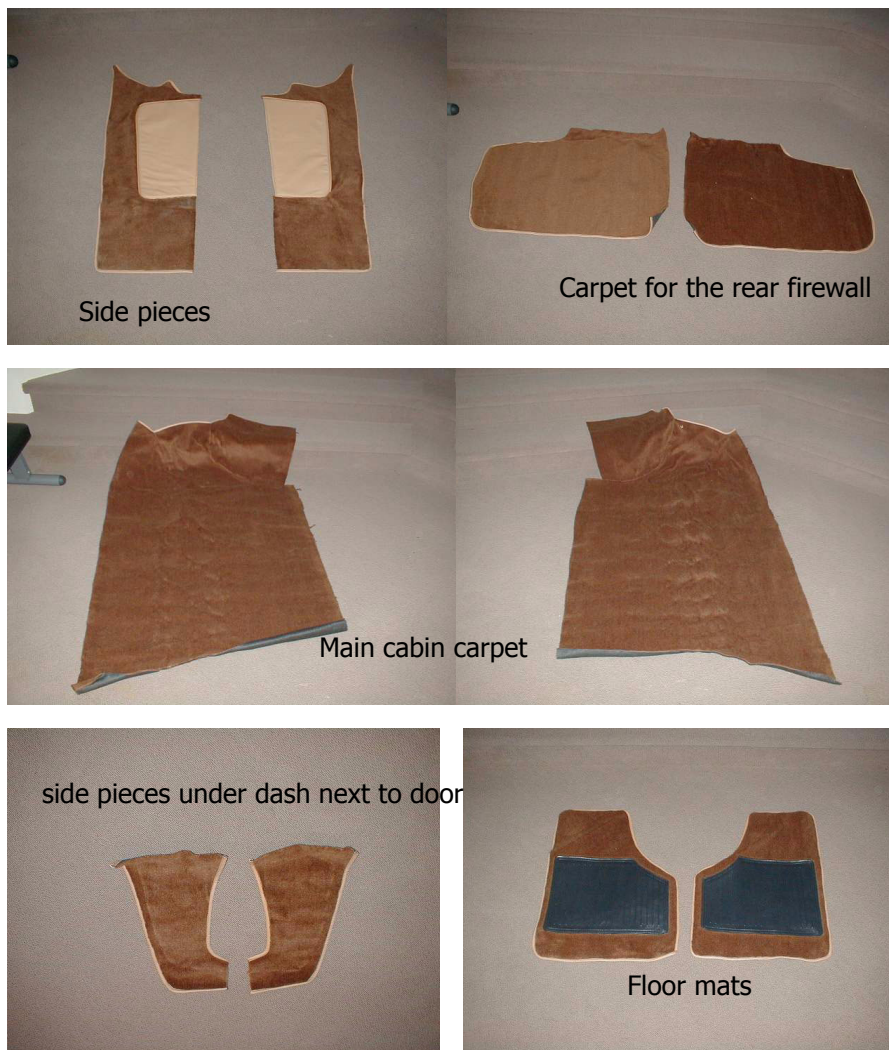 Side pieces
Carpet for the rear firewall
Main cabin carpet
side pieces under dash next to door
Floor mats